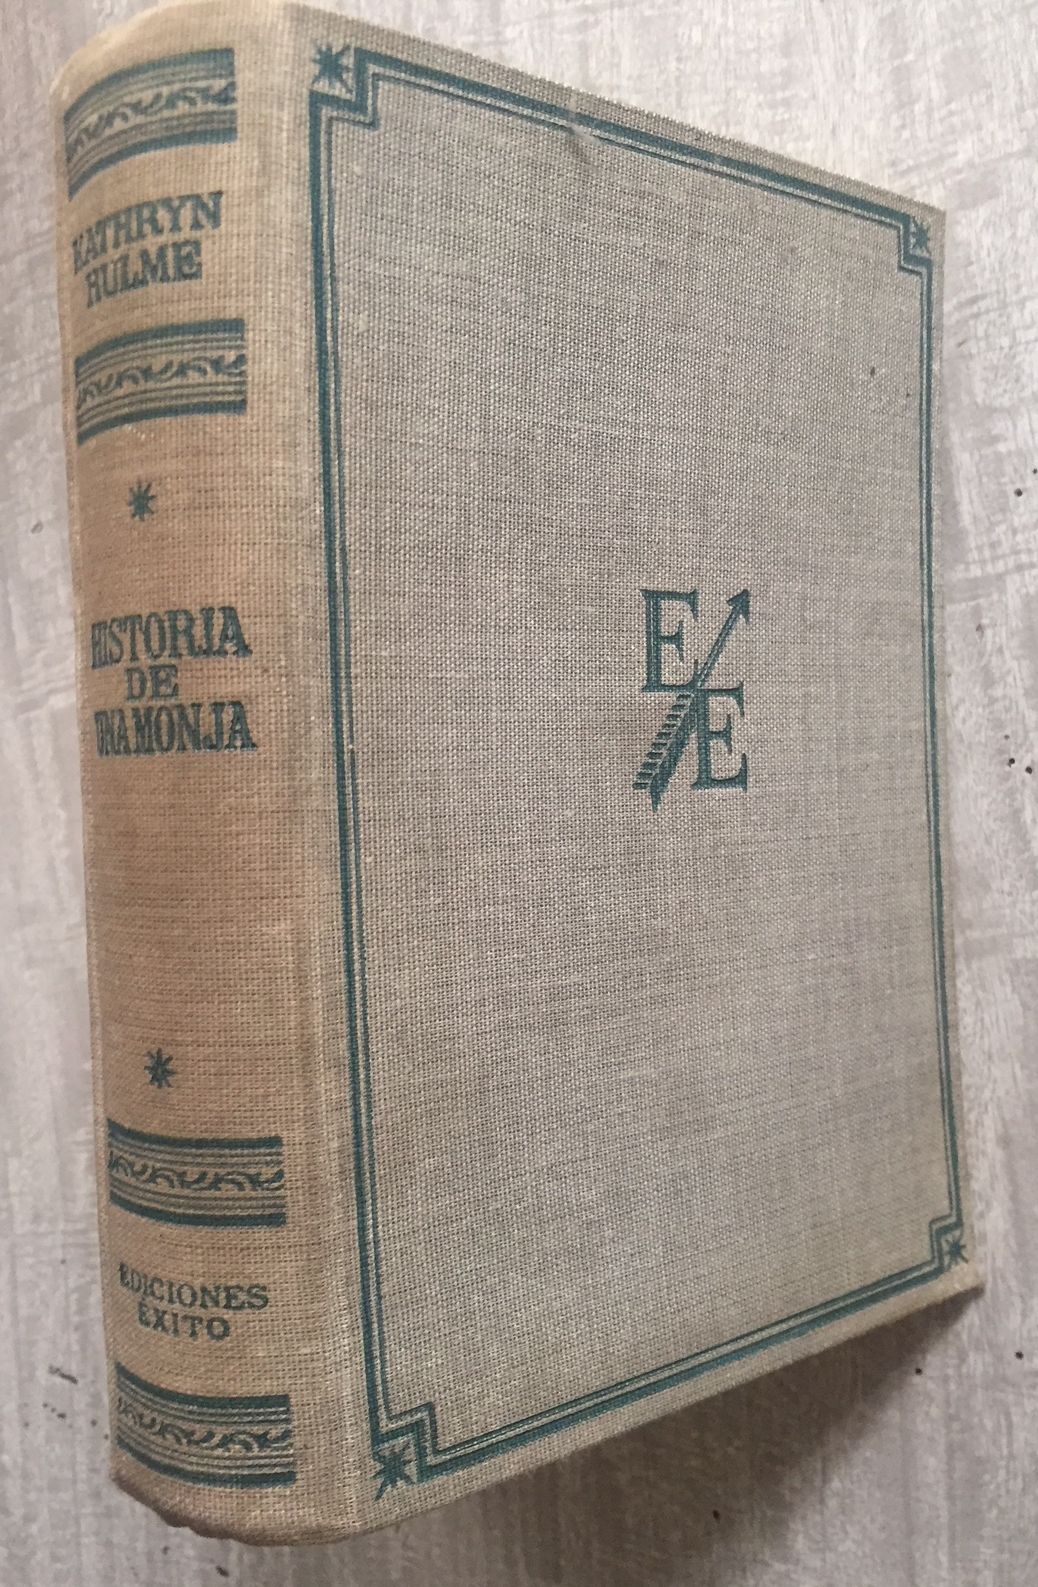 KATHRYN
HULME
HISTORIA
DE
UNA MONJA
EDICIONES
EXITO
E
E